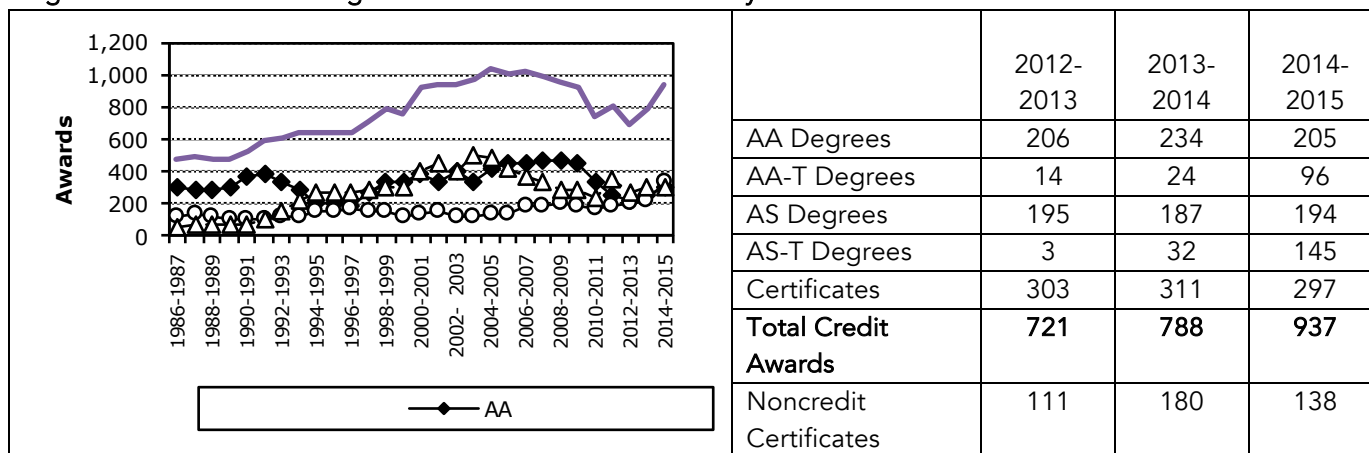 1,200
1,000
800
600
400
200
0
Awards
1986-1987
1988-1989
1990-1991
1992-1993
1994-1995
1996-1997
1998-1999
2000-2001
2002- 2003
2004-2005
2006-2007
2008-2009
2010-2011
2012-2013
2014-2015
AA
2012- 2013- 2014-
2013 2014 2015
AA Degrees 206 234 205
AA-T Degrees 14 24 96
AS Degrees 195 187 194
AS-T Degrees 3 32 145
Certificates 303 311 297
Total Credit 721 788 937
Awards
Noncredit 111 180 138
Certificates